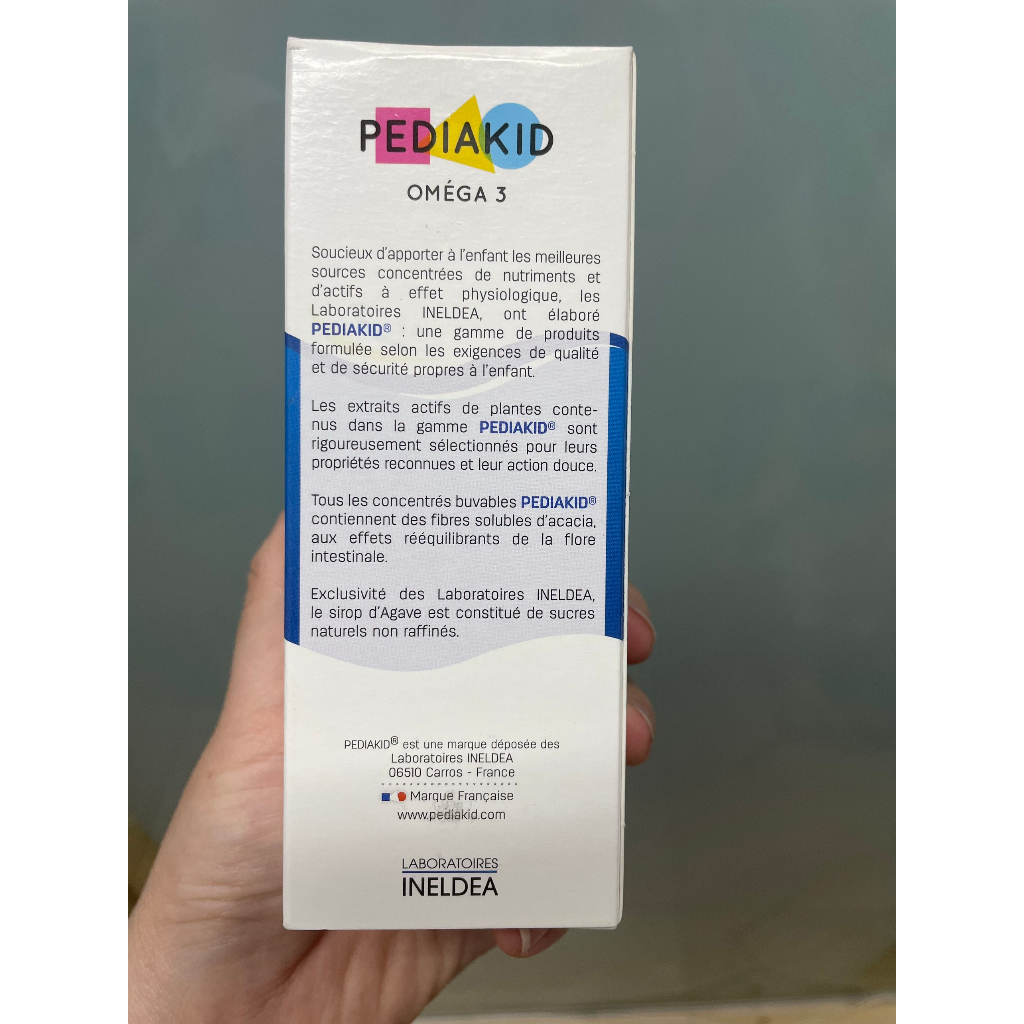 PEDIAKID
OMÉGA 3
Soucieux d'apporter à l'enfant les meilleures
sources concentrées de nutriments et
d'actifs à effet physiologique, les
Laboratoires INELDEA, ont élaboré
PEDIAKID® : une gamme de produits
formulée selon les exigences de qualité
et de sécurité propres à l'enfant.
Les extraits actifs de plantes conte-
nus dans la gamme PEDIAKID® sont
rigoureusement sélectionnés pour leurs
propriétés reconnues et leur action douce.
Tous les concentrés buvables PEDIAKID®
contiennent des fibres solubles d'acacia,
aux effets rééquilibrants de la flore
intestinale.
Exclusivité des Laboratoires INELDEA,
le sirop d'Agave est constitué de sucres
naturels non raffinés.
PEDIAKID® est une marque déposée des
Laboratoires INELDEA
06510 Carros - France
Marque Française
www.pediakid.com
LABORATOIRES
INELDEA